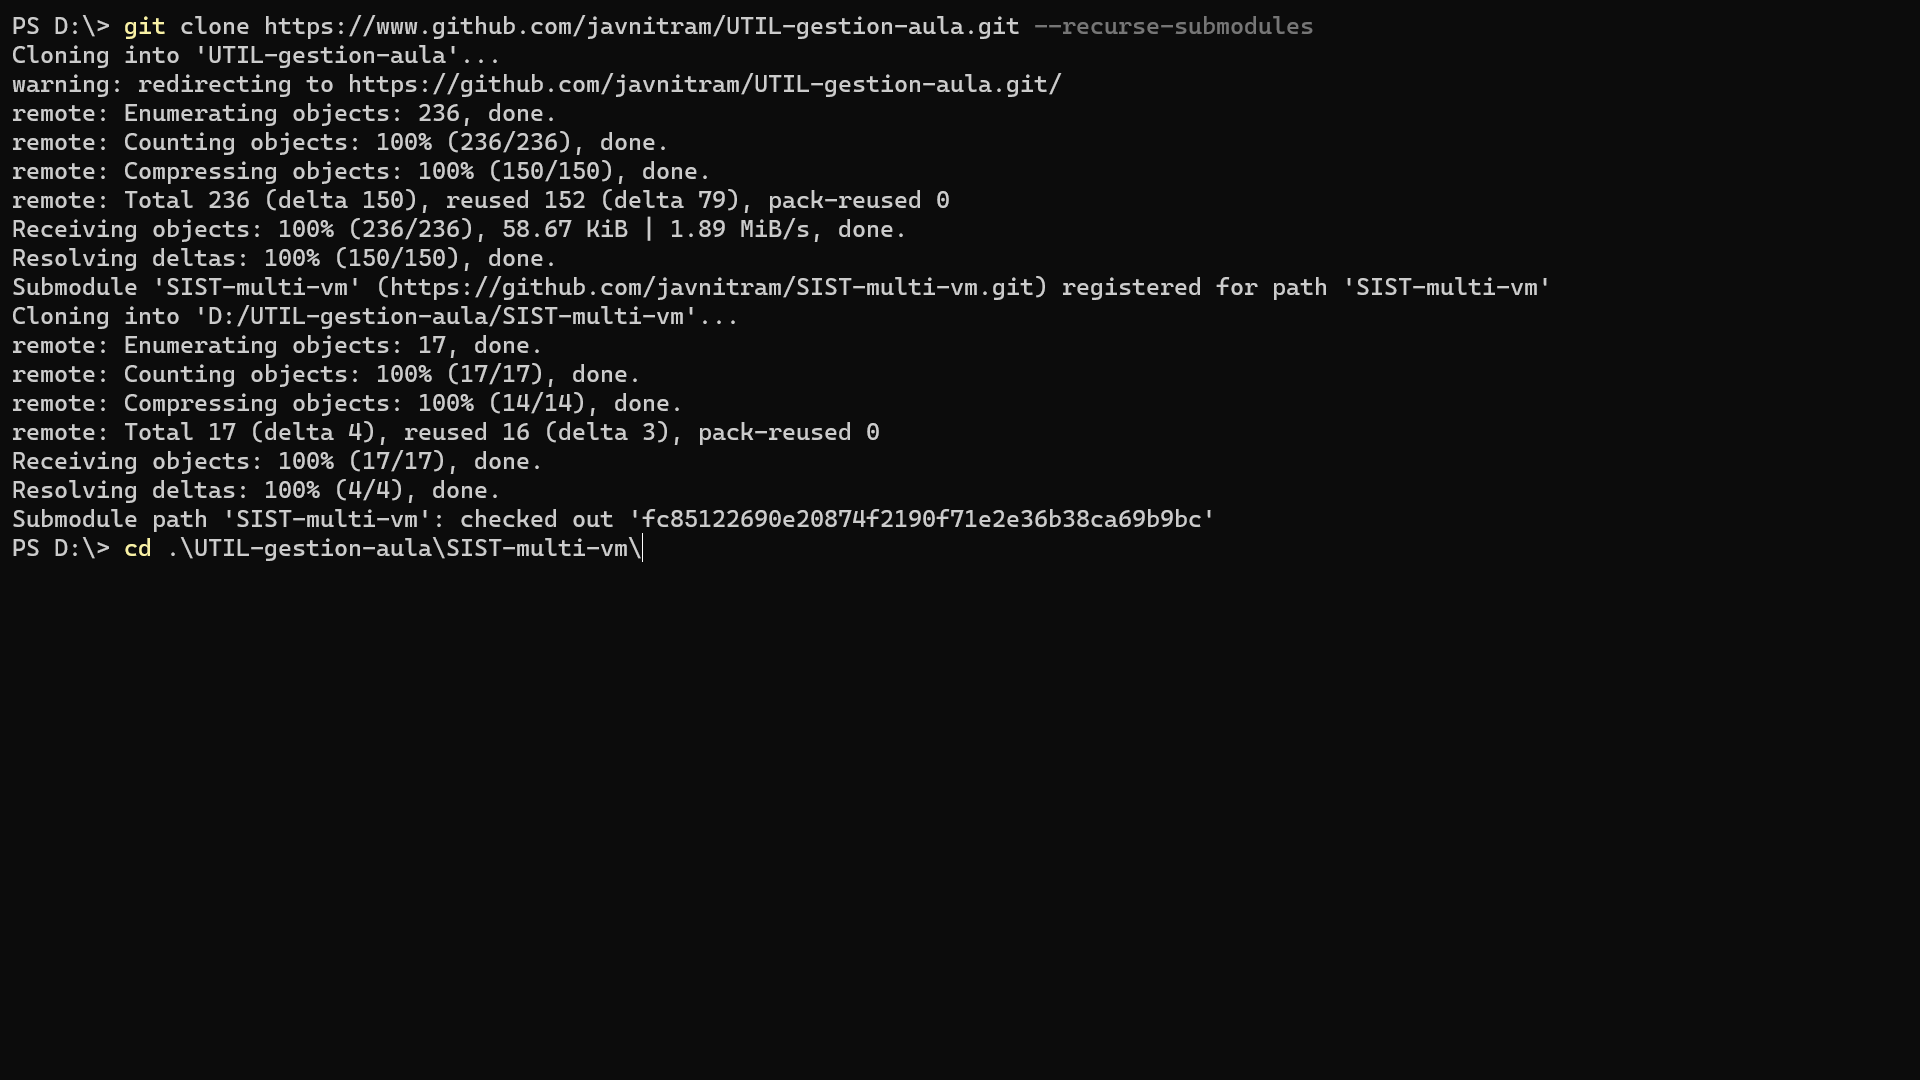 PS D:\> git clone https://www.github.com/javnitram/UTIL-gestion-aula.git --recurse-submodules
Cloning into 'UTIL-gestion-aula'...
warning: redirecting to https://github.com/javnitram/UTIL-gestion-aula.git/
remote: Enumerating objects: 236, done.
remote: Counting objects: 100% (236/236), done.
remote: Compressing objects: 100% (150/150), done.
remote: Total 236 (delta 150), reused 152 (delta 79), pack-reused 0
Receiving objects: 100% (236/236), 58.67 KiB | 1.89 MiB/s, done.
Resolving deltas: 100% (150/150), done.
Submodule 'SIST-multi-vm' (https://github.com/javnitram/SIST-multi-vm.git) registered for path 'SIST-multi-vm'
Cloning into 'D:/UTIL-gestion-aula/SIST-multi-vm'...
remote: Enumerating objects: 17, done.
remote: Counting objects: 100% (17/17), done.
remote: Compressing objects: 100% (14/14), done.
remote: Total 17 (delta 4), reused 16 (delta 3), pack-reused 0
Receiving objects: 100% (17/17), done.
Resolving deltas: 100% (4/4), done.
Submodule path 'SIST-multi-vm': checked out 'fc85122690e20874f2190f71e2e36b38ca69b9bc'
PS D:\> cd .\UTIL-gestion-aula\SIST-multi-vm\